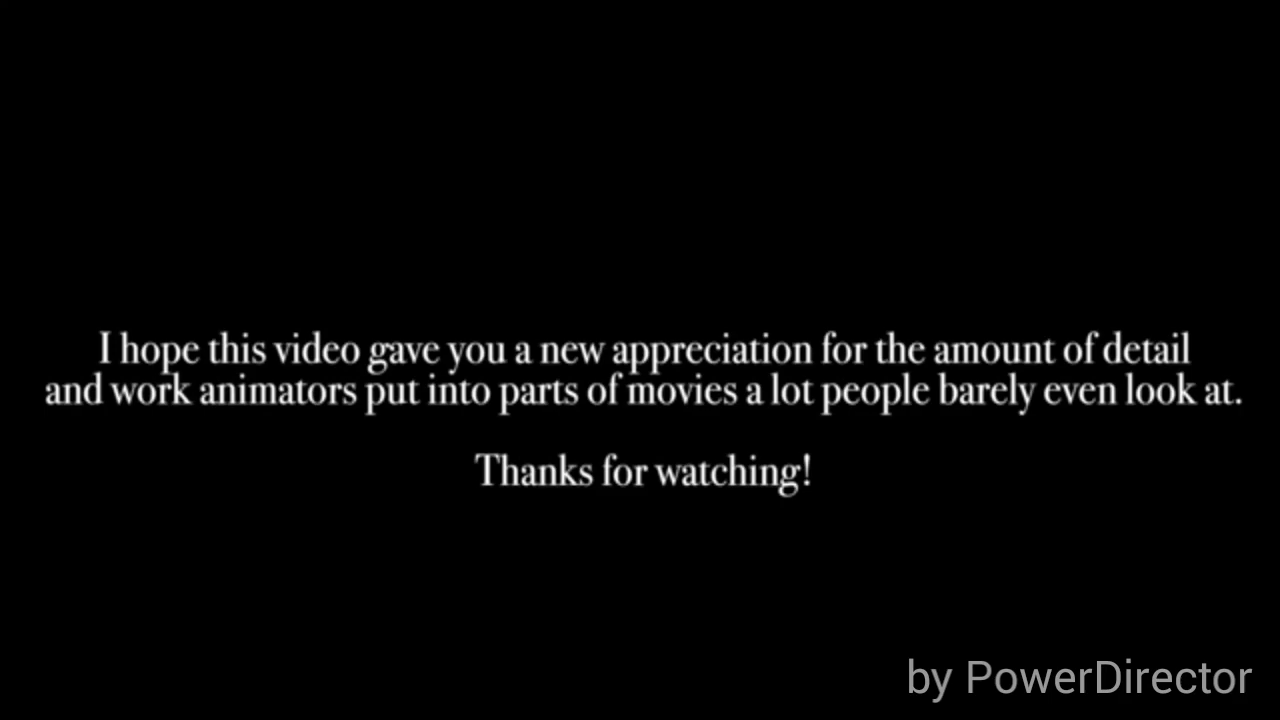 I hope this video gave you a new appreciation for the amount of detail
and work animators put into parts of movies a lot people barely even look at.
Thanks for watching!
by PowerDirector